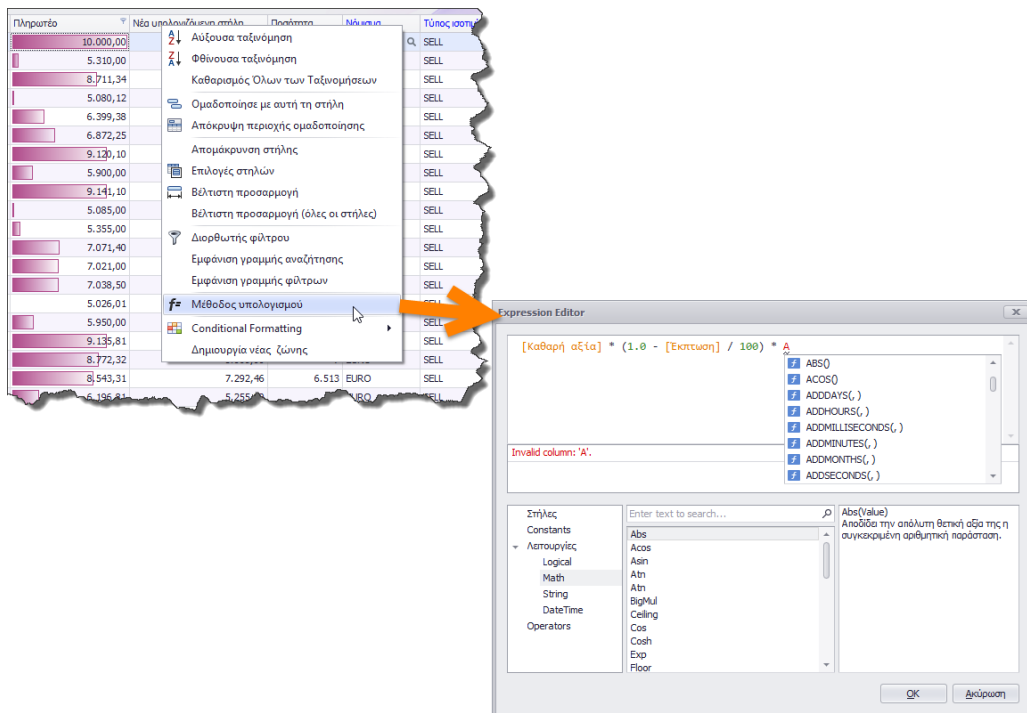 Πληρωτέο Νέα υπολογιζόμενη στήλη Ποσότητα Νόμισμα Τύπος ισοτιμ
10.000,00 SELL
5.310,00 SELL
8.711,34 SELL
5.080,12 SELL
6.399,38 SELL
6.872,25 SELL
9.120,10 SELL
5.900,00 SELL
9.141,10 SELL
5.085,00 SELL
5.355,00 SELL
7.071,40 SELL
7.021,00 SELL
7.038,50 SELL
5.026,01 SELL
5.950,00 SELL
9.135,81 SELL
8.772,32 SELL
8.543,31 7.292,46 6.513 EURO SELL
6.196,81
Αύξουσα ταξινόμηση
Φθίνουσα ταξινόμηση
Καθαρισμός Όλων των Ταξινομήσεων
Ομαδοποίησε με αυτή τη στήλη
Απόκρυψη περιοχής ομαδοποίησης
Απομάκρυνση στήλης
Επιλογές στηλών
Βέλτιστη προσαρμογή
Βέλτιστη προσαρμογή (όλες οι στήλες)
Διορθωτής φίλτρου
Εμφάνιση γραμμής αναζήτησης
Εμφάνιση γραμμής φίλτρων
f= Μέθοδος υπολογισμού
Conditional Formatting
Δημιουργία νέας ζώνης
Expression Editor
[Καθαρή αξία] * (1.0 - [Έκπτωση] / 100) * A
ABS()
ACOS()
ADDDAYS(, )
ADDHOURS(, )
ADDMILLISECONDS(, )
ADDMINUTES(, )
ADDMONTHS(, )
ADDSECONDS(, )
Invalid column: 'A'.
Στήλες
Constants
Λειτουργίες
Logical
Math
String
DateTime
Operators
Enter text to search...
Abs
Acos
Asin
Atn
Atn
BigMul
Ceiling
Cos
Cosh
Exp
Floor
Abs(Value)
Αποδίδει την απόλυτη θετική αξία της η
συγκεκριμένη αριθμητική παράσταση.
OK Ακύρωση